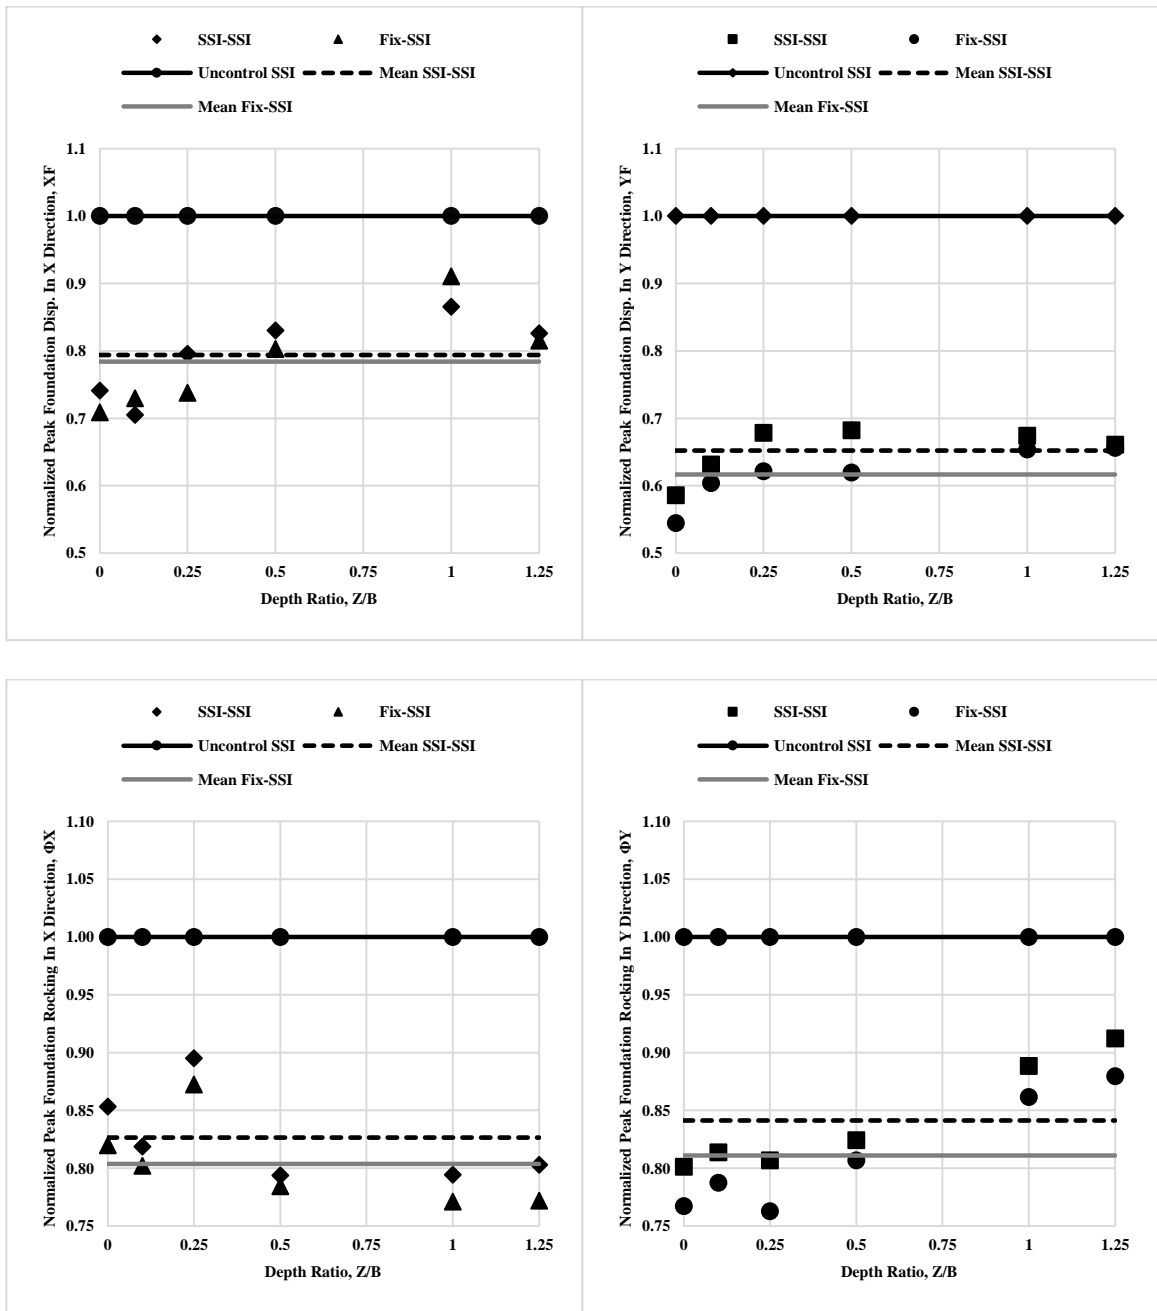 SSI-SSI Fix-SSI
Uncontrol SSI Mean SSI-SSI
Mean Fix-SSI
Normalized Peak Foundation Disp. In X Direction, XF
1.1
1.0
0.9
0.8
0.7
0.6
0.5
0 0.25 0.5 0.75 1 1.25
Depth Ratio, Z/B
SSI-SSI Fix-SSI
Uncontrol SSI Mean SSI-SSI
Mean Fix-SSI
Normalized Peak Foundation Disp. In Y Direction, YF
1.1
1.0
0.9
0.8
0.7
0.6
0.5
0 0.25 0.5 0.75 1 1.25
Depth Ratio, Z/B
SSI-SSI Fix-SSI
Uncontrol SSI Mean SSI-SSI
Mean Fix-SSI
Normalized Peak Foundation Rocking In X Direction, ΦX
1.10
1.05
1.00
0.95
0.90
0.85
0.80
0.75
0 0.25 0.5 0.75 1 1.25
Depth Ratio, Z/B
SSI-SSI Fix-SSI
Uncontrol SSI Mean SSI-SSI
Mean Fix-SSI
Normalized Peak Foundation Rocking In Y Direction, ΦY
1.10
1.05
1.00
0.95
0.90
0.85
0.80
0.75
0 0.25 0.5 0.75 1 1.25
Depth Ratio, Z/B